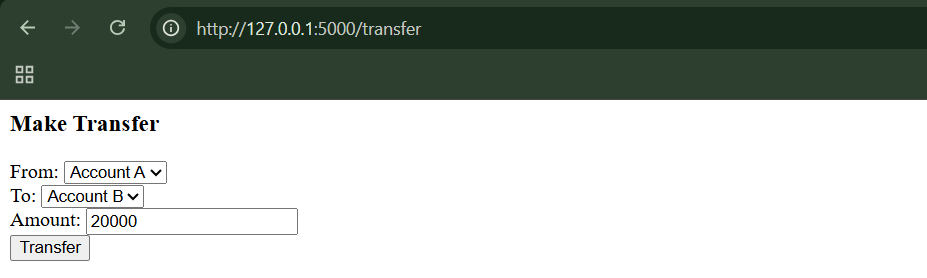 http://127.0.0.1:5000/transfer
Make Transfer
From: Account A
To: Account B
Amount: 20000
Transfer